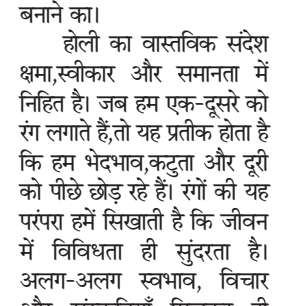 बनाने का।
होली का वास्तविक संदेश
क्षमा,स्वीकार और समानता में
निहित है। जब हम एक-दूसरे को
रंग लगाते हैं,तो यह प्रतीक होता है
कि हम भेदभाव,कटुता और दूरी
को पीछे छोड़ रहे हैं। रंगों की यह
परंपरा हमें सिखाती है कि जीवन
में विविधता ही सुंदरता है।
अलग-अलग स्वभाव, विचार